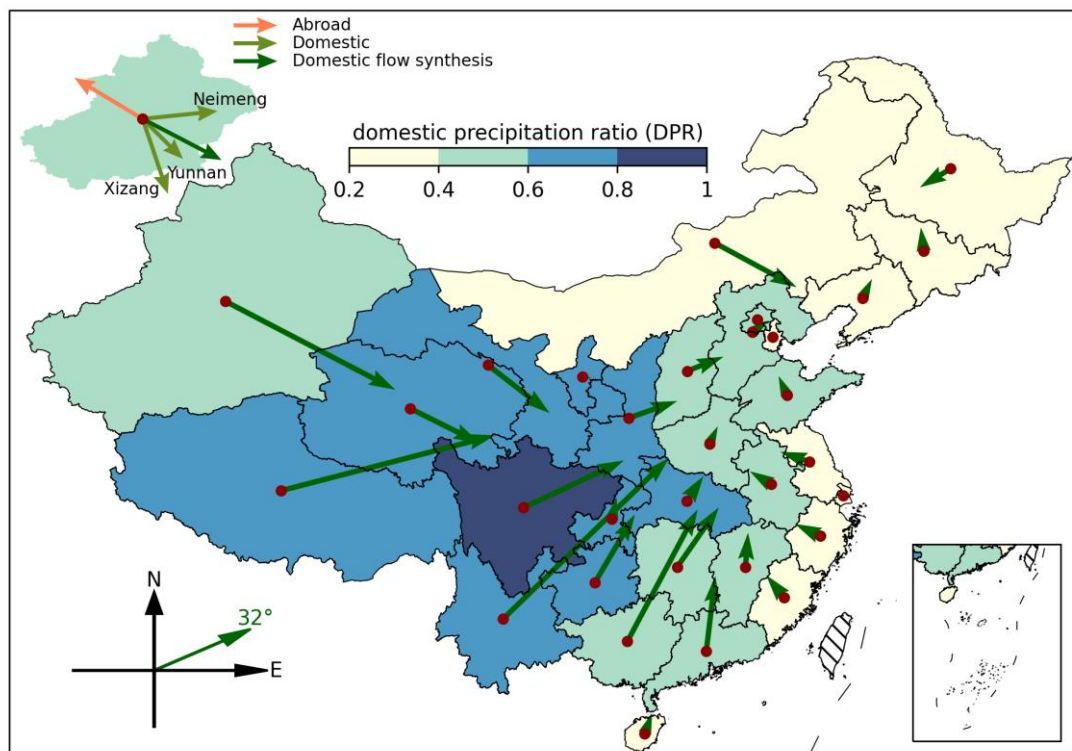 Abroad
Domestic
Domestic flow synthesis
Neimeng
Yunnan
Xizang
domestic precipitation ratio (DPR)
0.2 0.4 0.6 0.8 1
N
32°
E